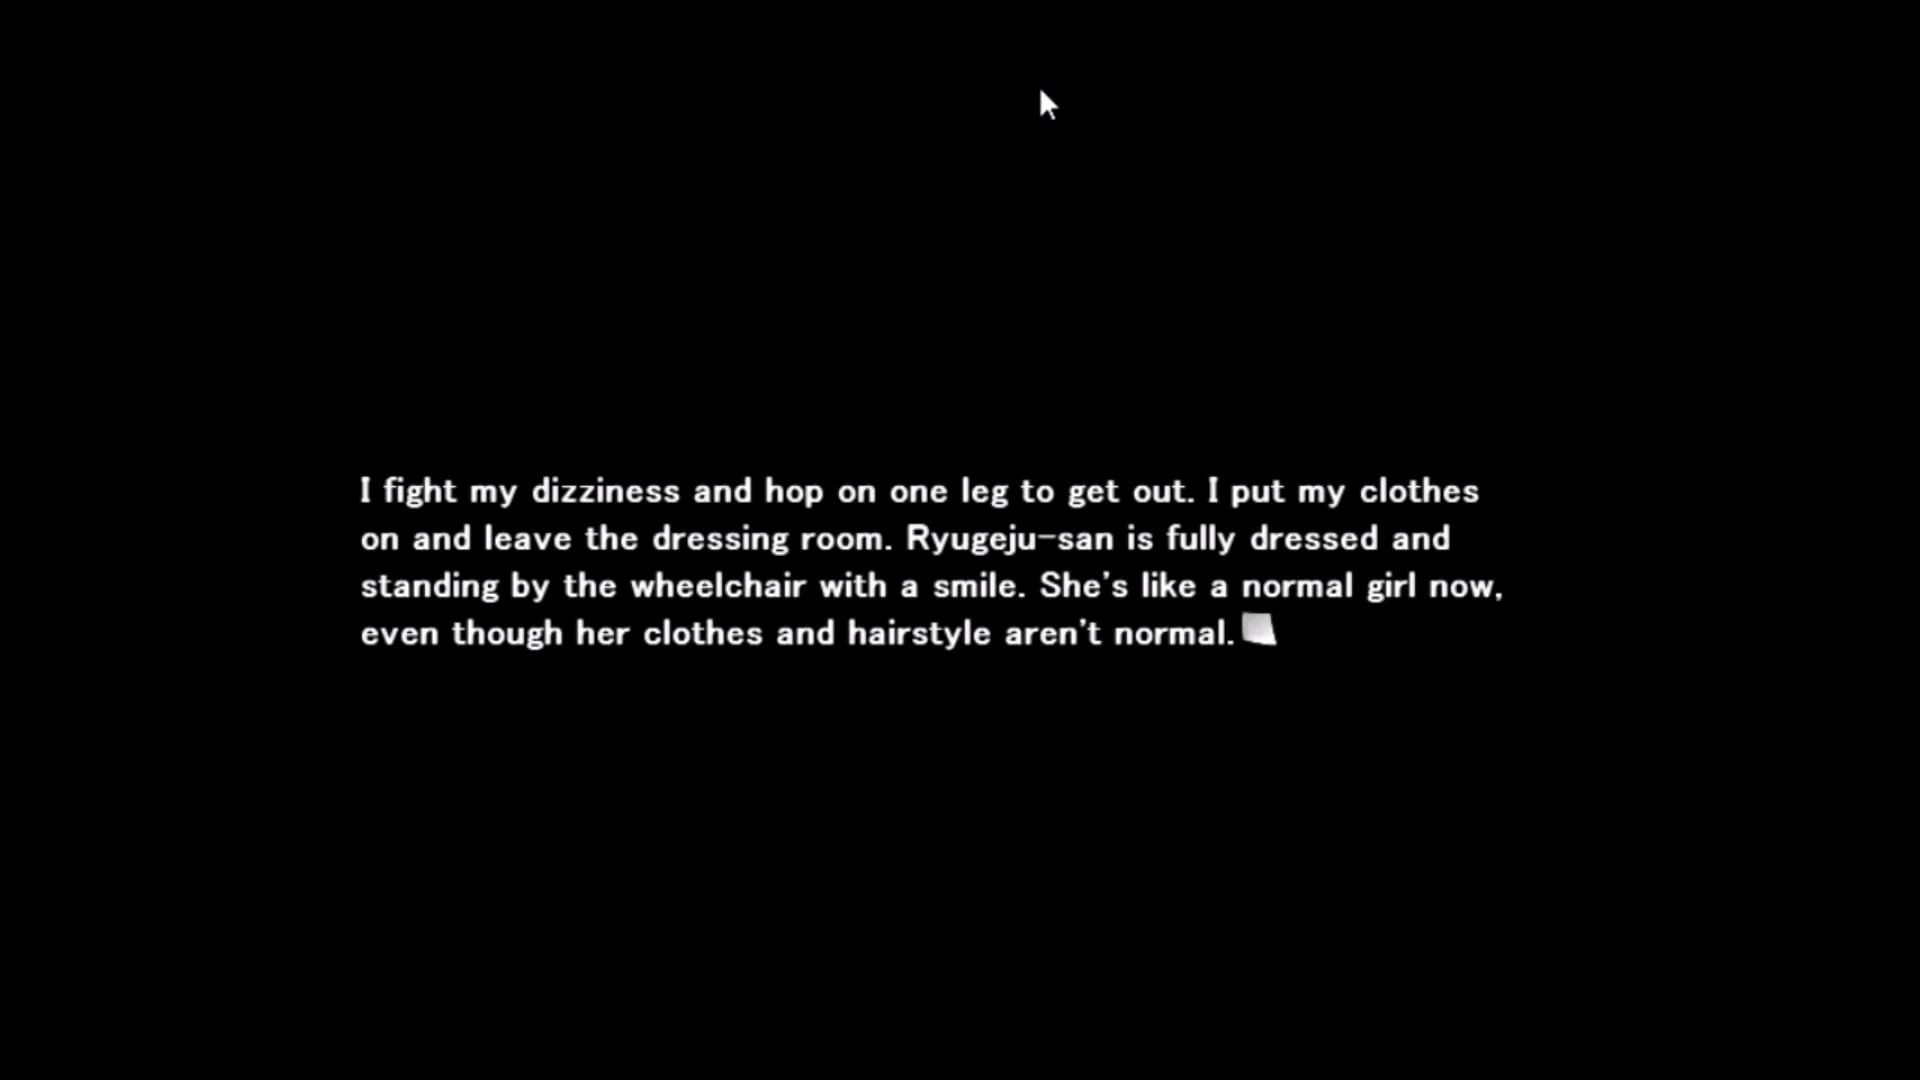 I fight my dizziness and hop on one leg to get out. I put my clothes
on and leave the dressing room. Ryugeju-san is fully dressed and
standing by the wheelchair with a smile. She's like a normal girl now,
even though her clothes and hairstyle aren't normal.